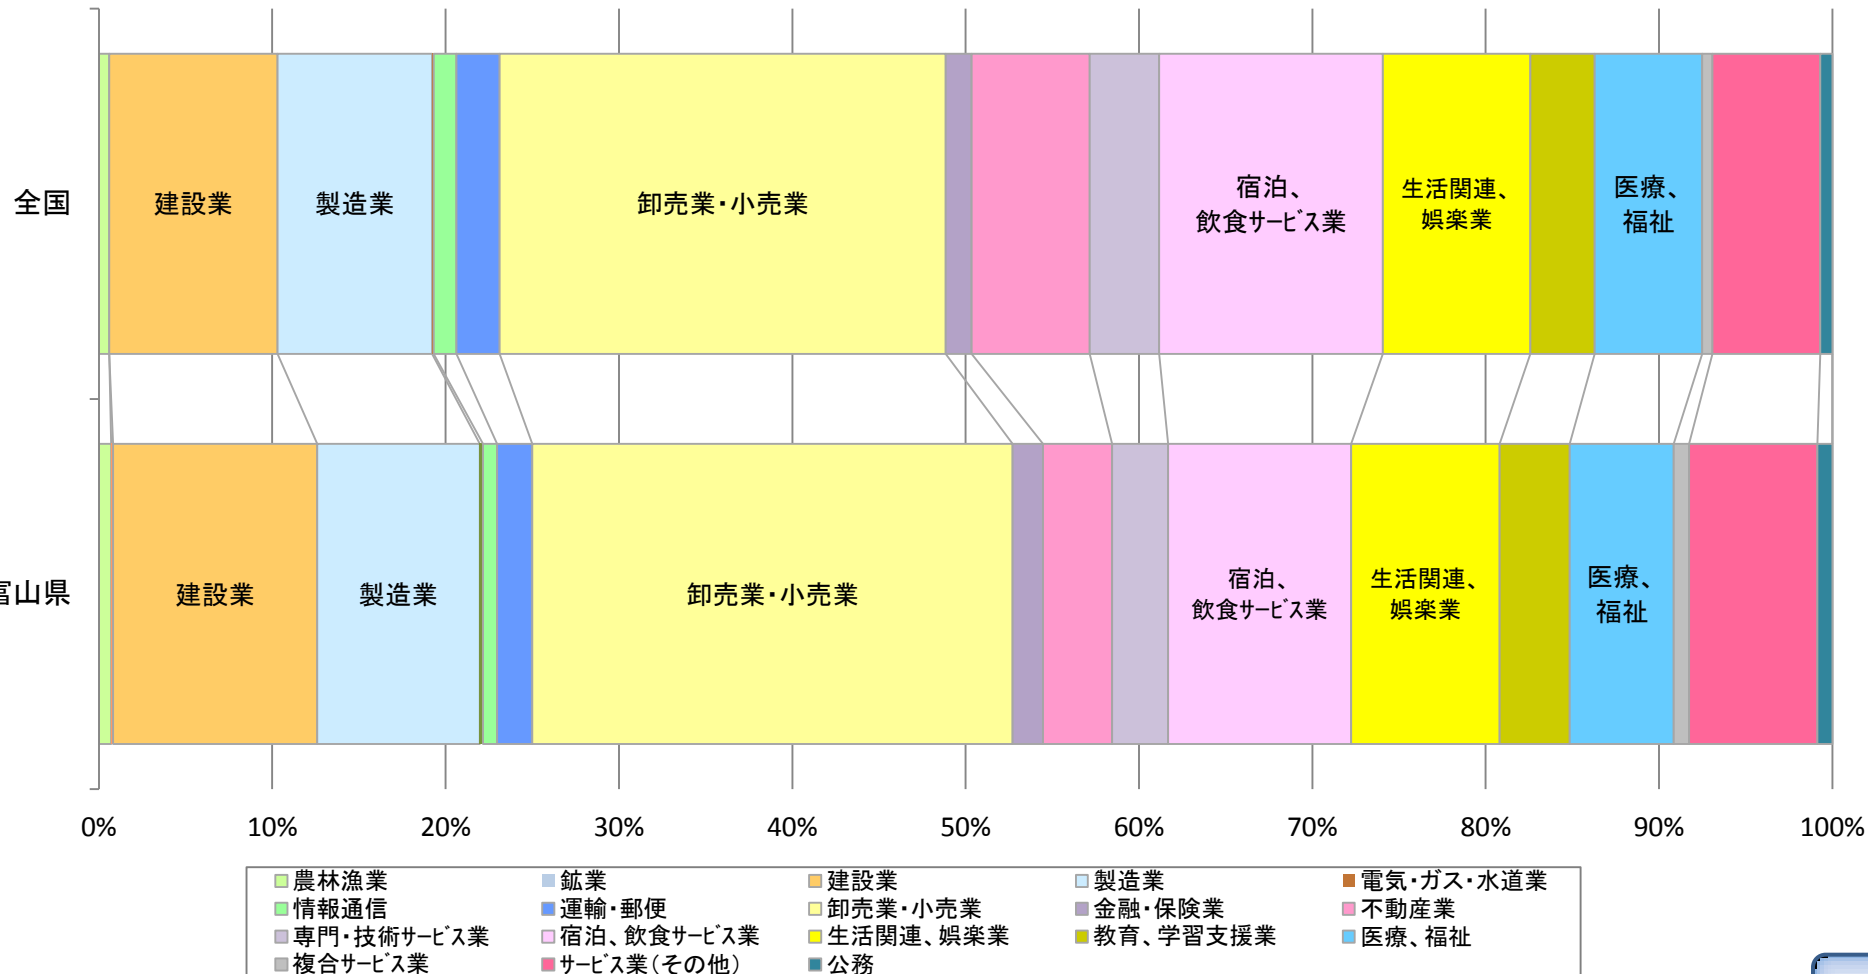 全国
建設業
製造業
卸売業・小売業
宿泊、
飲食サービス業
生活関連、
娯楽業
医療、
福祉
富山県
建設業
製造業
卸売業・小売業
宿泊、
飲食サービス業
生活関連、
娯楽業
医療、
福祉
0% 10% 20% 30% 40% 50% 60% 70% 80% 90% 100%
農林漁業 鉱業 建設業 製造業 電気・ガス・水道業
情報通信 運輸・郵便 卸売業・小売業 金融・保険業 不動産業
専門・技術サービス業 宿泊、飲食サービス業 生活関連、娯楽業 教育、学習支援業 医療、福祉
複合サービス業 サービス業(その他) 公務